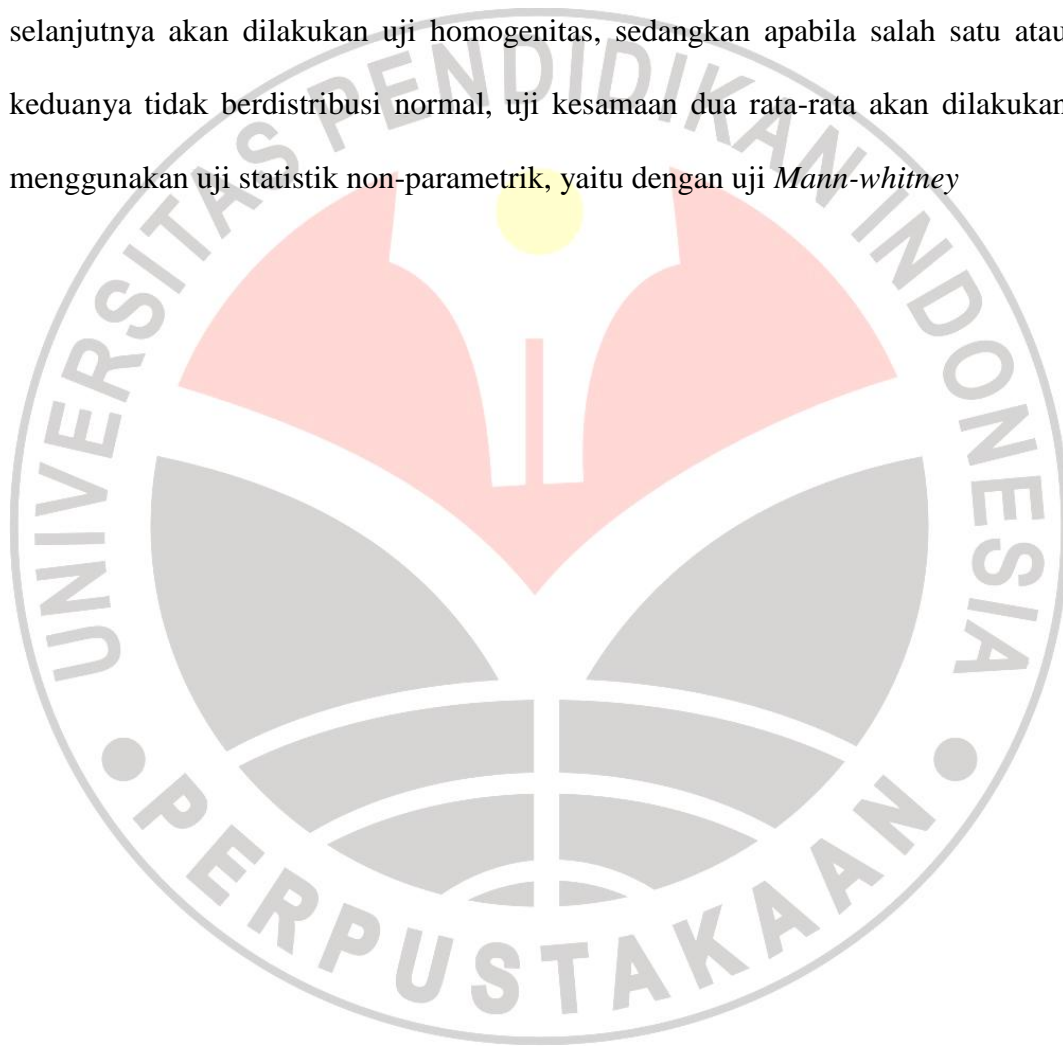 selanjutnya akan dilakukan uji homogenitas, sedangkan apabila salah satu atau
keduanya tidak berdistribusi normal, uji kesamaan dua rata-rata akan dilakukan
menggunakan uji statistik non-parametrik, yaitu dengan uji Mann-whitney
UNIVERSITAS PENDIDIKAN INDONESIA
PERPUSTAKAAN